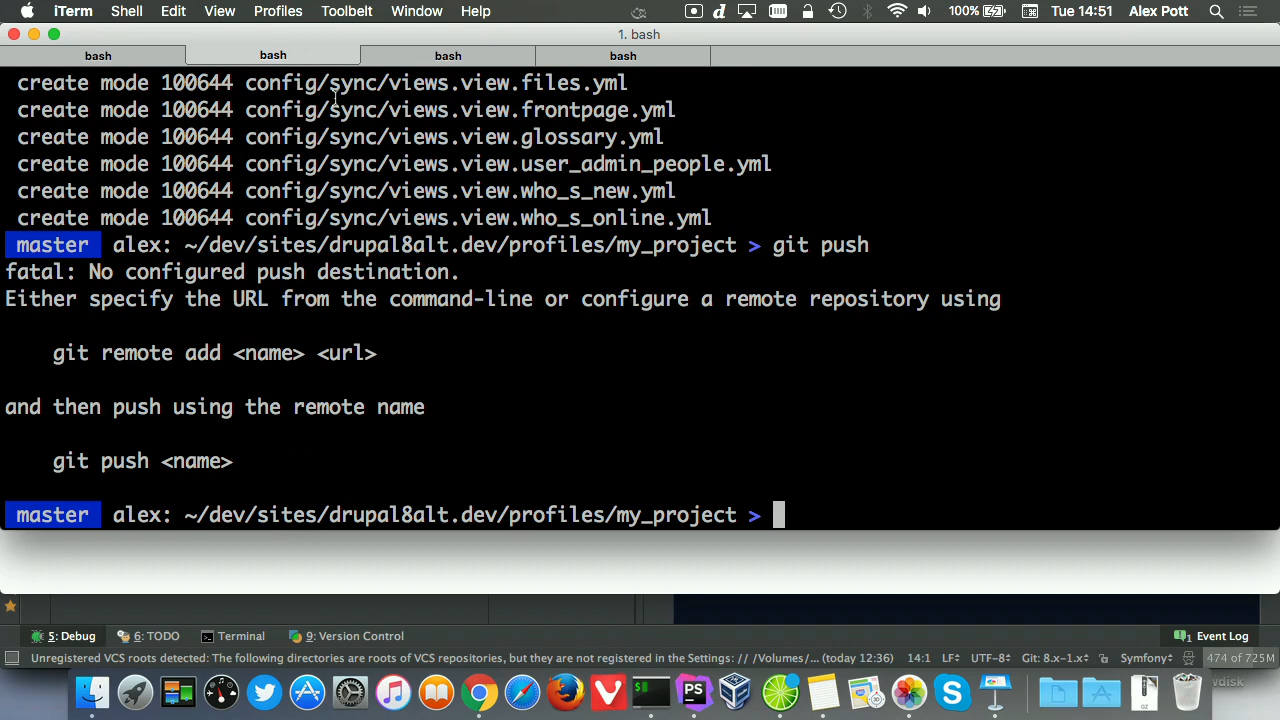 iTerm Shell Edit View Profiles Toolbelt Window Help 100% Tue 14:51 Alex Pott
1. bash
bash bash bash bash
create mode 100644 config/sync/views.view.files.yml
create mode 100644 config/sync/views.view.frontpage.yml
create mode 100644 config/sync/views.view.glossary.yml
create mode 100644 config/sync/views.view.user_admin_people.yml
create mode 100644 config/sync/views.view.who_s_new.yml
create mode 100644 config/sync/views.view.who_s_online.yml
master alex: ~/dev/sites/drupal8alt.dev/profiles/my_project > git push
fatal: No configured push destination.
Either specify the URL from the command-line or configure a remote repository using
git remote add <name> <url>
and then push using the remote name
git push <name>
master alex: ~/dev/sites/drupal8alt.dev/profiles/my_project >
5: Debug 6: TODO Terminal 9: Version Control 1 Event Log
Unregistered VCS roots detected: The following directories are roots of VCS repositories, but they are not registered in the Settings: // /Volumes/... (today 12:36) 14:1 LF÷ UTF-8÷ Git: 8.x-1.x÷ Symfony÷ 474 of 725M
PS